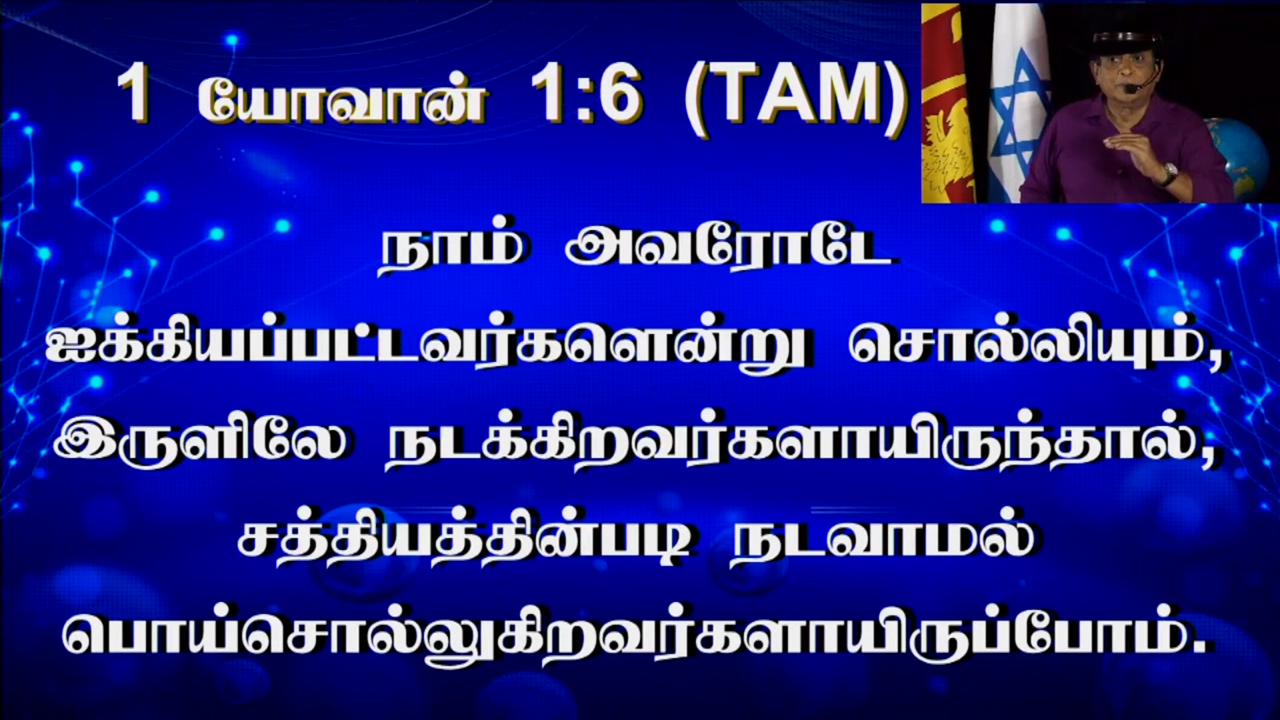 1 யோவான் 1:6 (TAM)
நாம் அவரோடே
ஐக்கியப்பட்டவர்களென்று சொல்லியும்,
இருளிலே நடக்கிறவர்களாயிருந்தால்,
சத்தியத்தின்படி நடவாமல்
பொய்சொல்லுகிறவர்களாயிருப்போம்.